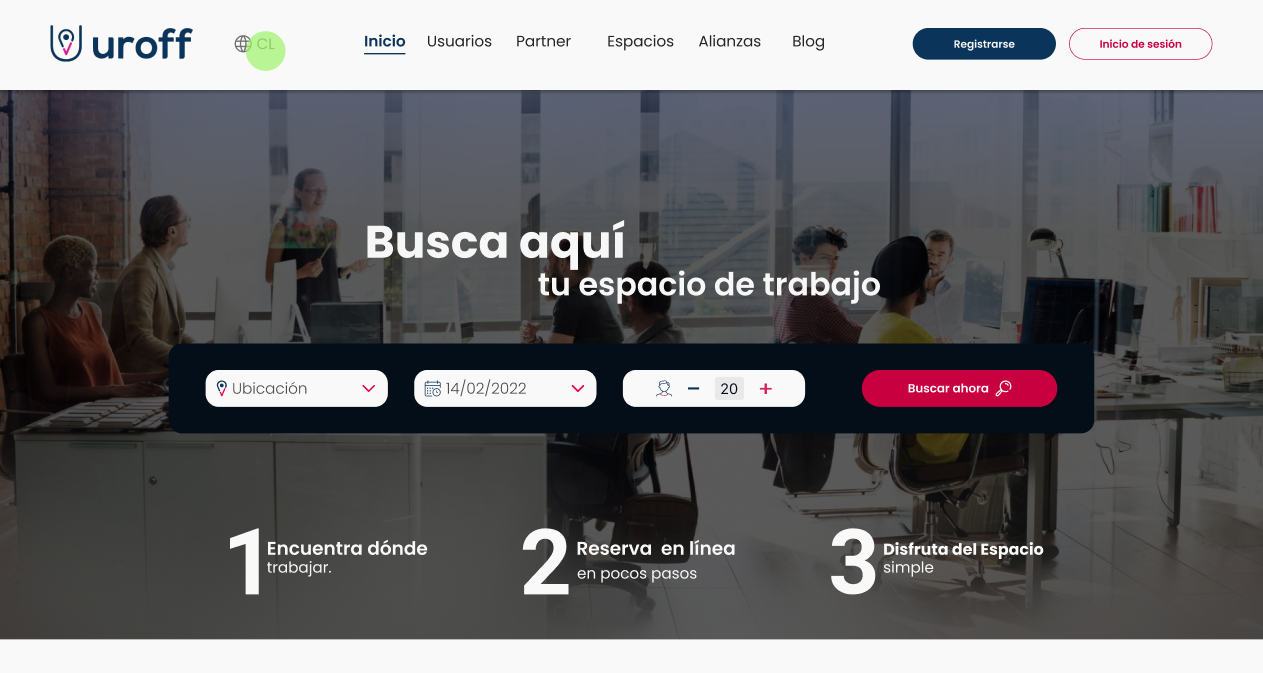 uroff
CL
Inicio
Usuarios
Partner
Espacios
Alianzas
Blog
Registrarse
Inicio de sesión
Busca aquí
tu espacio de trabajo
Ubicación
14/02/2022
20
Buscar ahora
1
Encuentra dónde
trabajar.
2
Reserva en línea
en pocos pasos
3
Disfruta del Espacio
simple